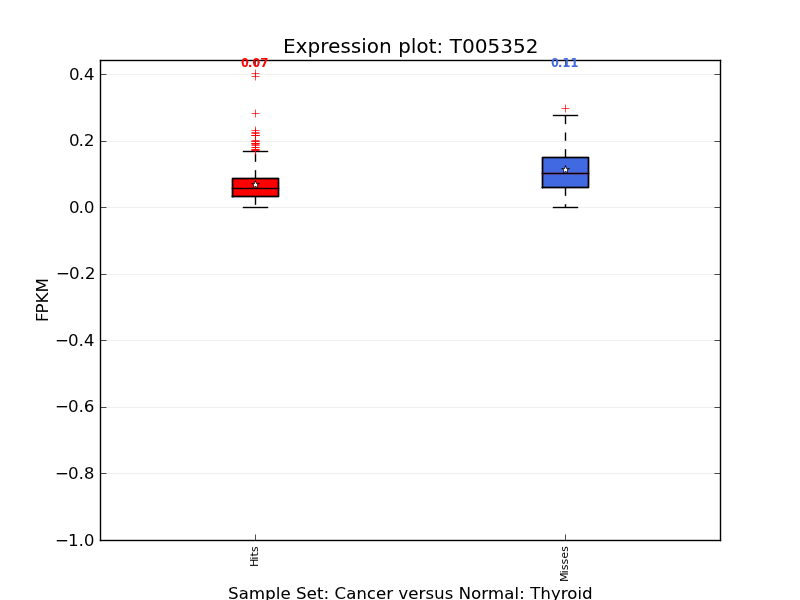 Expression plot: T005352
0.07
0.11
0.4
0.2
0.0
−0.2
−0.4
−0.6
−0.8
−1.0
FPKM
Hits
Misses
Sample Set: Cancer versus Normal: Thyroid